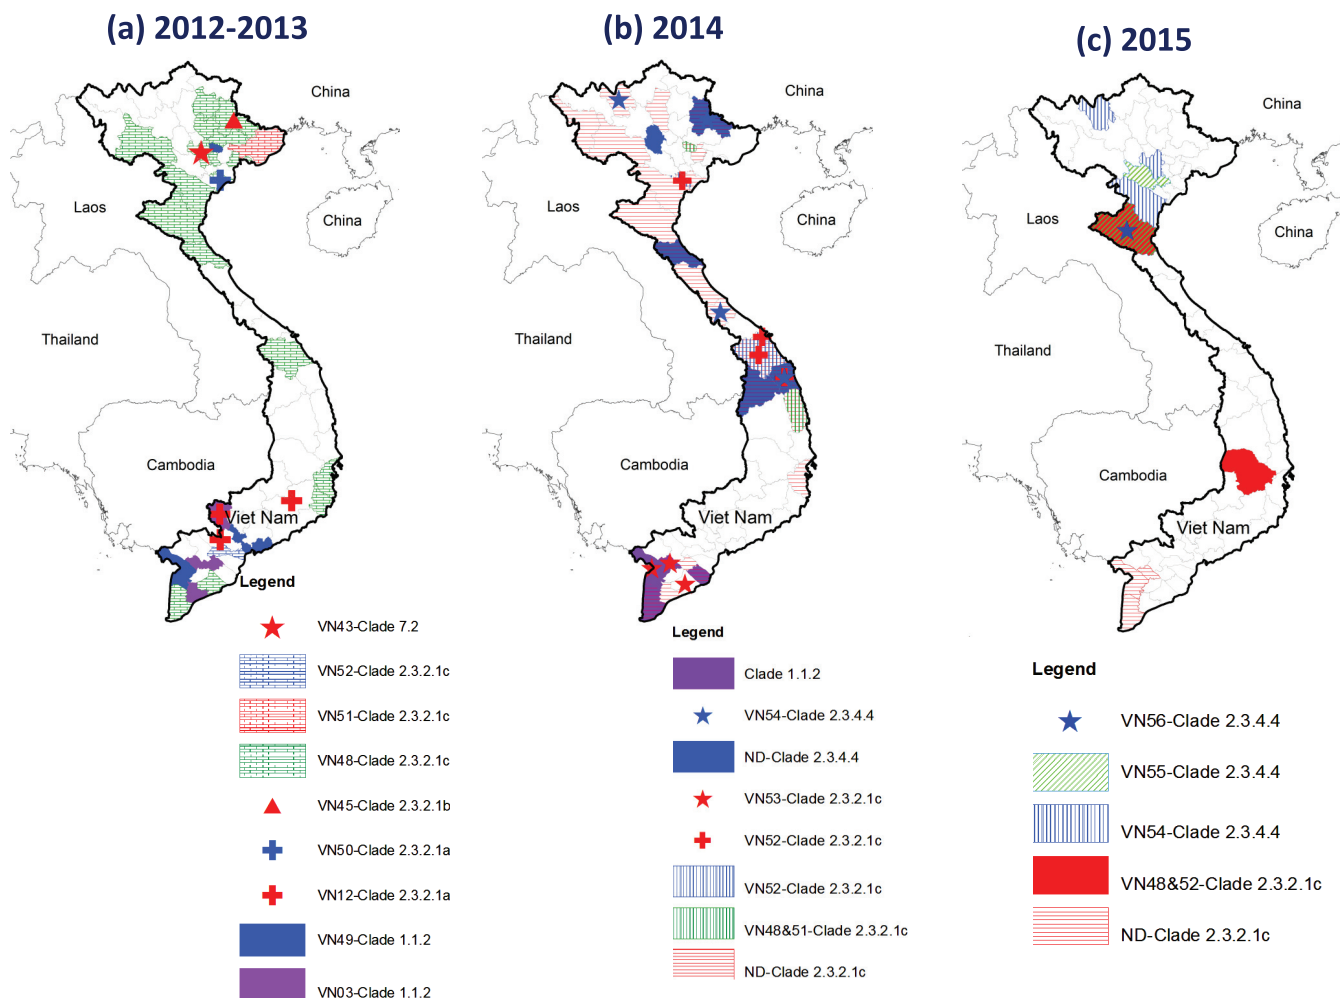 (a) 2012-2013
China
Laos
China
Thailand
Cambodia
Viet Nam
Legend
VN43-Clade 7.2
VN52-Clade 2.3.2.1c
VN51-Clade 2.3.2.1c
VN48-Clade 2.3.2.1c
VN45-Clade 2.3.2.1b
VN50-Clade 2.3.2.1a
VN12-Clade 2.3.2.1a
VN49-Clade 1.1.2
VN03-Clade 1.1.2
(b) 2014
China
Laos
China
Thailand
Cambodia
Viet Nam
Legend
Clade 1.1.2
VN54-Clade 2.3.4.4
ND-Clade 2.3.4.4
VN53-Clade 2.3.2.1c
VN52-Clade 2.3.2.1c
VN52-Clade 2.3.2.1c
VN48&51-Clade 2.3.2.1c
ND-Clade 2.3.2.1c
(c) 2015
China
Laos
China
Thailand
Cambodia
Viet Nam
Legend
VN56-Clade 2.3.4.4
VN55-Clade 2.3.4.4
VN54-Clade 2.3.4.4
VN48&52-Clade 2.3.2.1c
ND-Clade 2.3.2.1c